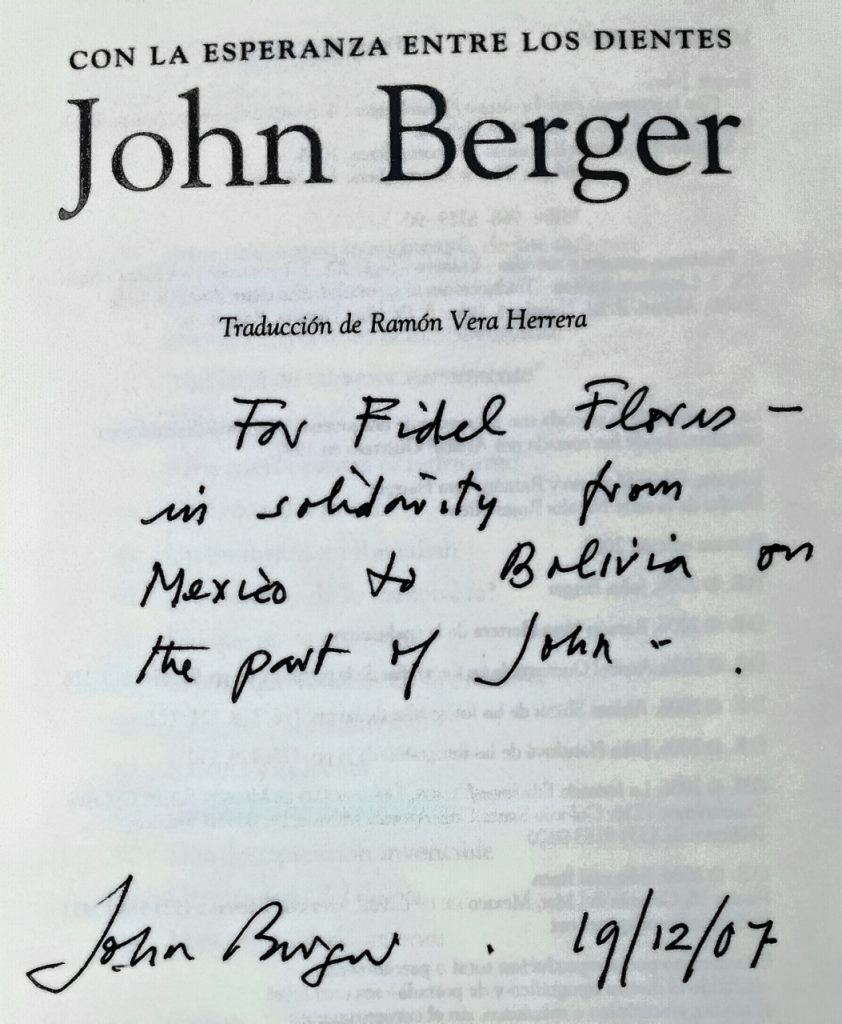 CON LA ESPERANZA ENTRE LOS DIENTES
John Berger
Traducción de Ramón Vera Herrera
For Fidel Flores —
in solidarity from
Mexico to Bolivia on
the part of John - .
John Berger . 19/12/07